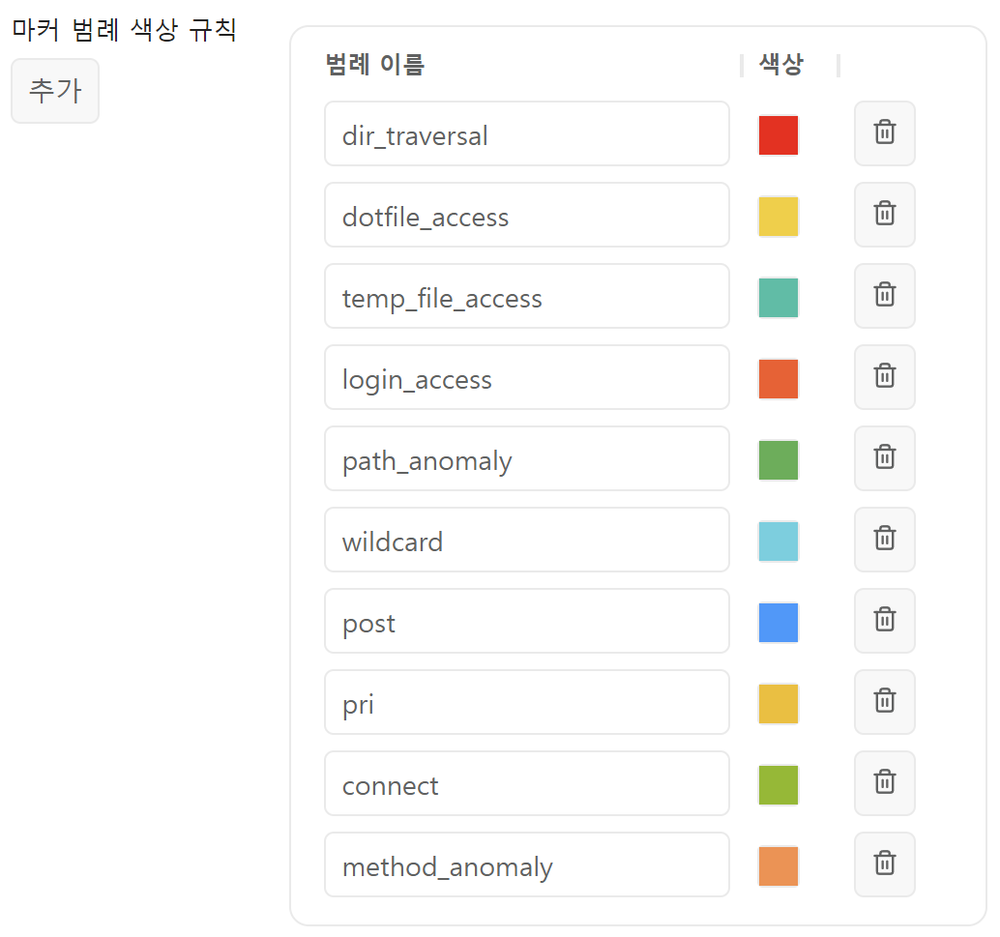 마커 범례 색상 규칙
추가
범례 이름
색상
dir_traversal
dotfile_access
temp_file_access
login_access
path_anomaly
wildcard
post
pri
connect
method_anomaly